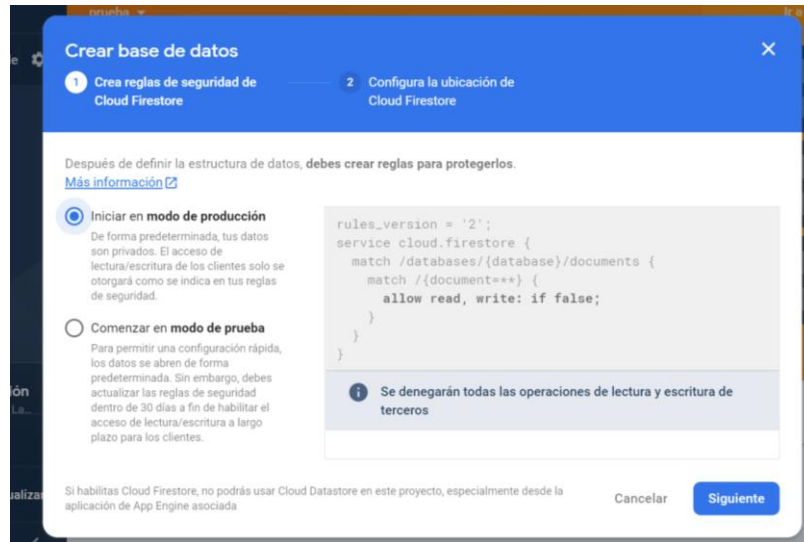 prueba
Crear base de datos
1 Crea reglas de seguridad de
Cloud Firestore
2 Configura la ubicación de
Cloud Firestore
Después de definir la estructura de datos, debes crear reglas para protegerlos.
Más información
Iniciar en modo de producción
De forma predeterminada, tus datos
son privados. El acceso de
lectura/escritura de los clientes solo se
otorgará como se indica en tus reglas
de seguridad.
Comenzar en modo de prueba
Para permitir una configuración rápida,
los datos se abren de forma
predeterminada. Sin embargo, debes
actualizar las reglas de seguridad
dentro de 30 días a fin de habilitar el
acceso de lectura/escritura a largo
plazo para los clientes.
rules_version = '2';
service cloud.firestore {
match /databases/{database}/documents {
match /{document=**} {
allow read, write: if false;
}
}
}
Se denegarán todas las operaciones de lectura y escritura de
terceros
Si habilitas Cloud Firestore, no podrás usar Cloud Datastore en este proyecto, especialmente desde la
aplicación de App Engine asociada
Cancelar
Siguiente
ión
La...
ualizar